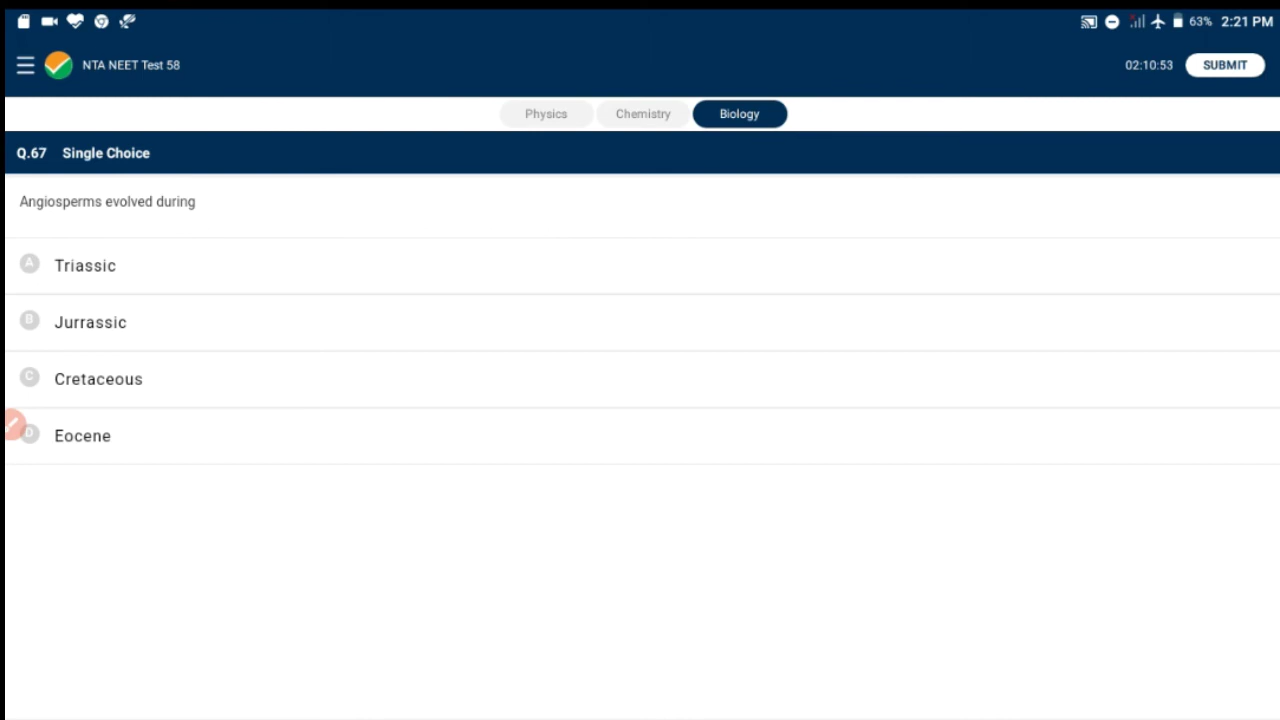 63% 2:21 PM
NTA NEET Test 58 02:10:53 SUBMIT
Physics Chemistry Biology
Q.67 Single Choice
Angiosperms evolved during
A Triassic
B Jurrassic
C Cretaceous
D Eocene